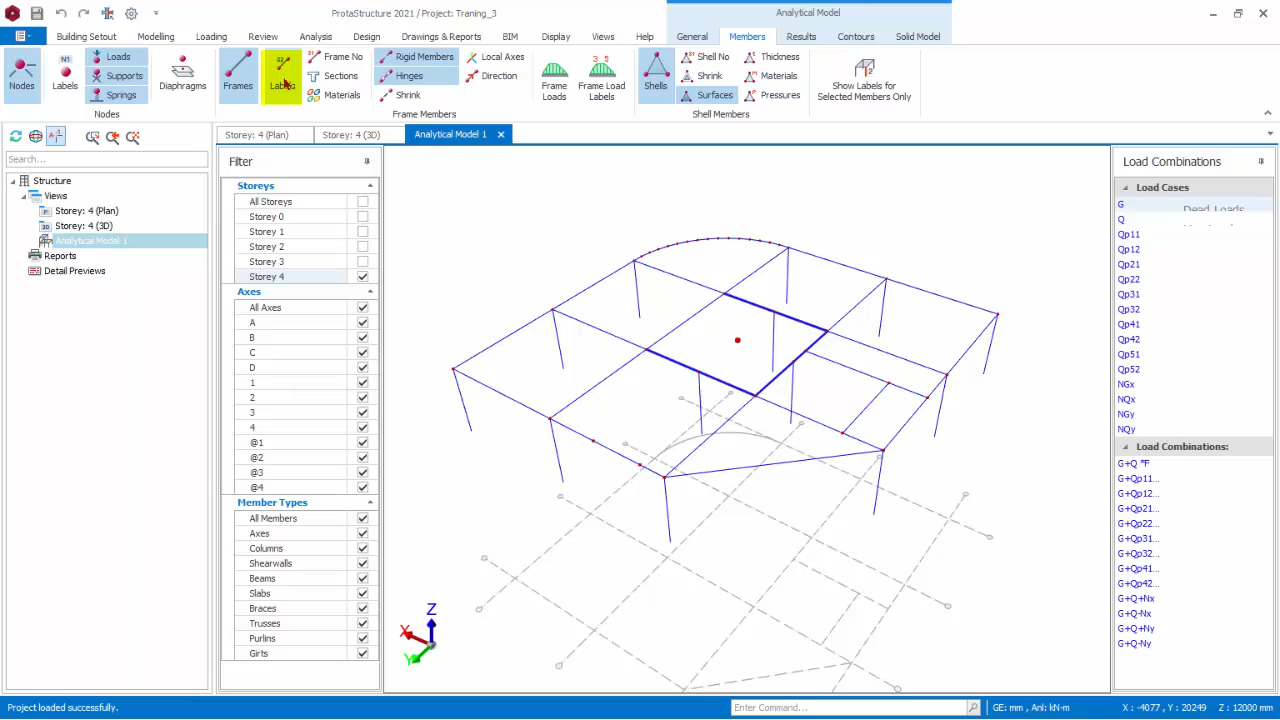 ProtaStructure 2021 / Project: Traning_3
Analytical Model
Building Setout
Modelling
Loading
Review
Analysis
Design
Drawings & Reports
BIM
Display
Views
Help
General
Members
Results
Contours
Solid Model
Nodes
N1
Labels
Loads
Supports
Springs
Diaphragms
Nodes
Frames
Labels
Frame No
Sections
Materials
Rigid Members
Hinges
Shrink
Local Axes
Direction
Frame Members
Frame
Loads
Frame Load
Labels
Shells
Shell No
Shrink
Surfaces
Thickness
Materials
Pressures
Shell Members
Show Labels for
Selected Members Only
Storey: 4 (Plan)
Storey: 4 (3D)
Analytical Model 1
Search...
Structure
Views
Storey: 4 (Plan)
Storey: 4 (3D)
Analytical Model 1
Reports
Detail Previews
Filter
Storeys
All Storeys
Storey 0
Storey 1
Storey 2
Storey 3
Storey 4
Axes
All Axes
A
B
C
D
1
2
3
4
@1
@2
@3
@4
Member Types
All Members
Axes
Columns
Shearwalls
Beams
Slabs
Braces
Trusses
Purlins
Girts
Z
X
Y
Load Combinations
Load Cases
G
Dead Loads
Q
Qp11
Qp12
Qp21
Qp22
Qp31
Qp32
Qp41
Qp42
Qp51
Qp52
NGx
NQx
NGy
NQy
Load Combinations:
G+Q *F
G+Qp11...
G+Qp12...
G+Qp21...
G+Qp22...
G+Qp31...
G+Qp32...
G+Qp41...
G+Qp42...
G+Q+Nx
G+Q-Nx
G+Q+Ny
G+Q-Ny
Project loaded successfully.
Enter Command...
GE: mm, Anl: kN-m
X : -4077, Y : 20249
Z : 12000 mm